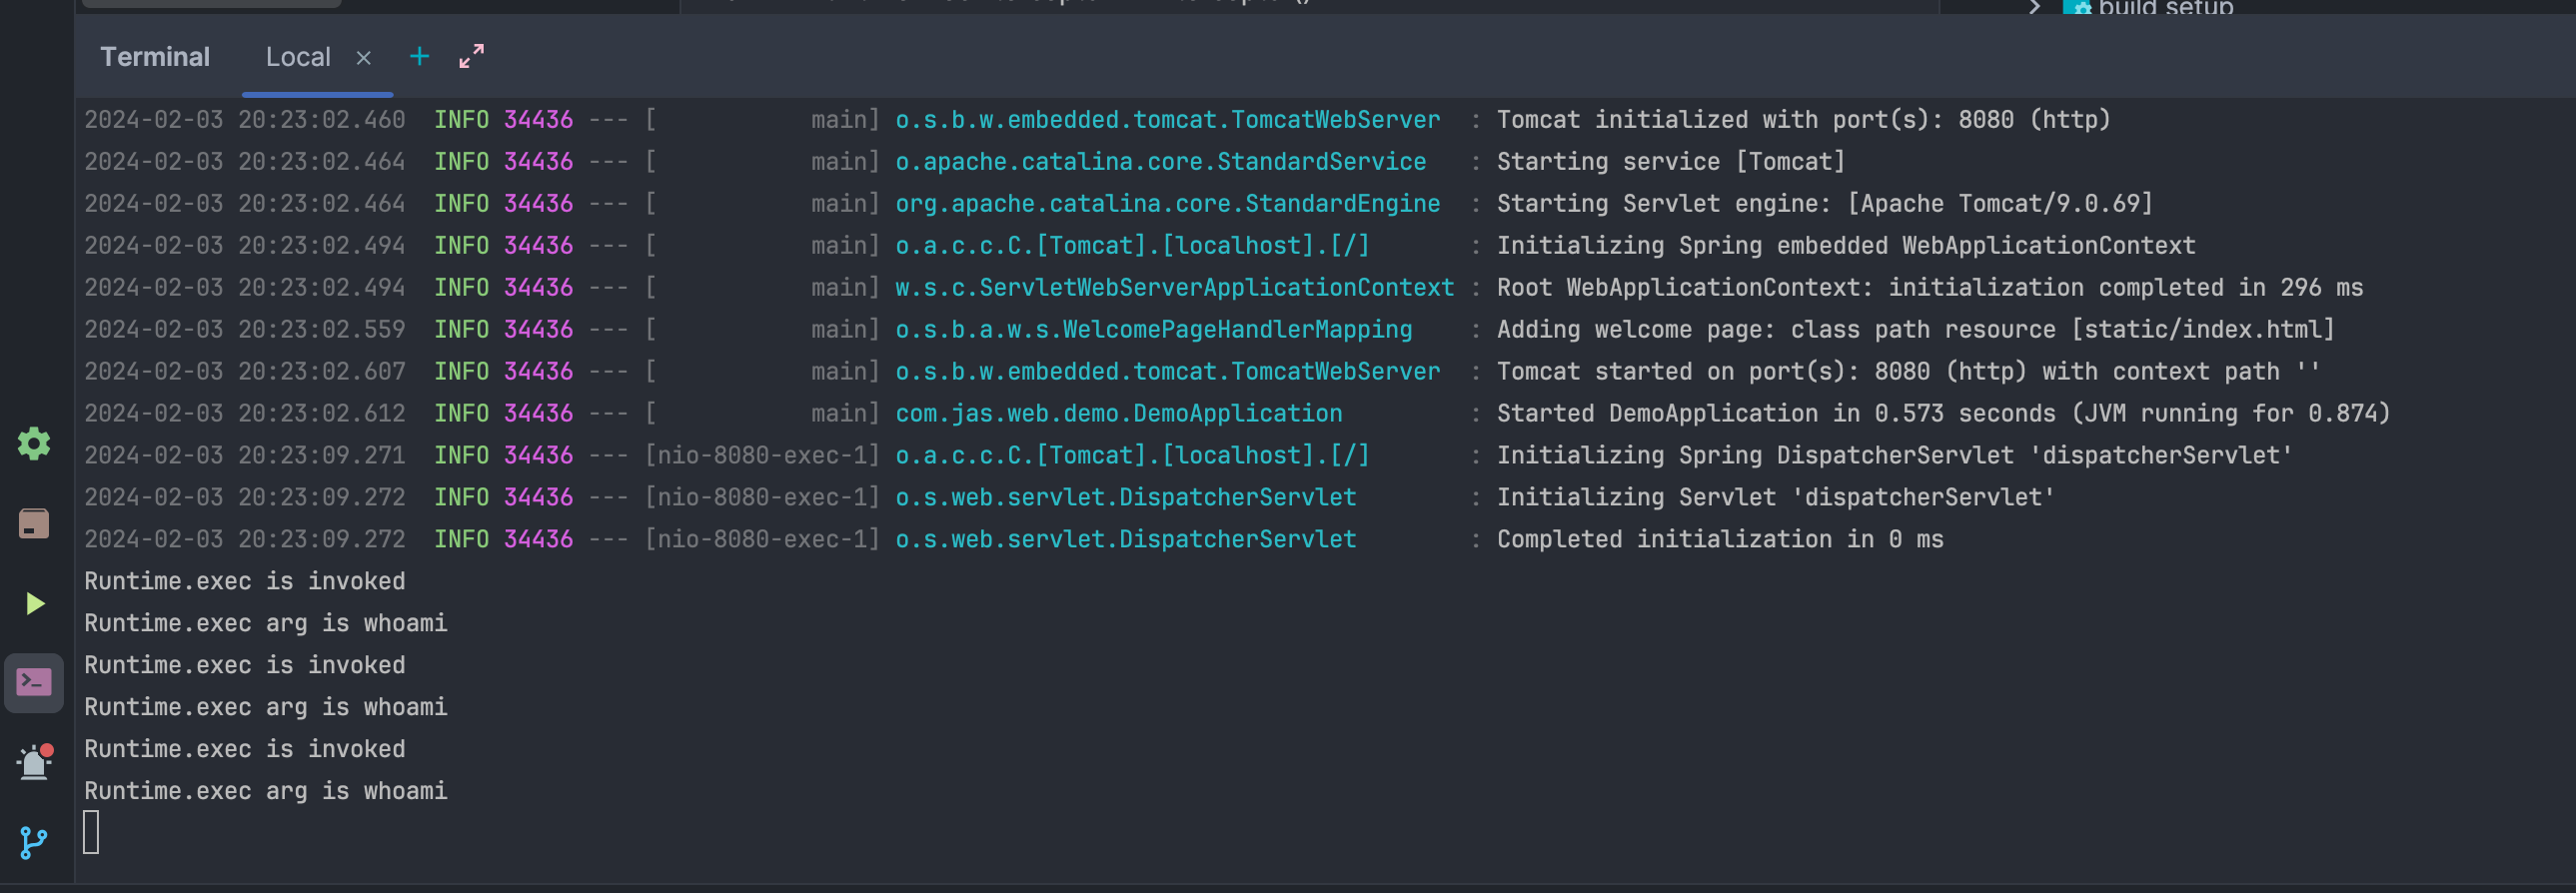 build setup
Terminal Local
2024-02-03 20:23:02.460  INFO 34436 --- [           main] o.s.b.w.embedded.tomcat.TomcatWebServer  : Tomcat initialized with port(s): 8080 (http)
2024-02-03 20:23:02.464  INFO 34436 --- [           main] o.apache.catalina.core.StandardService   : Starting service [Tomcat]
2024-02-03 20:23:02.464  INFO 34436 --- [           main] org.apache.catalina.core.StandardEngine  : Starting Servlet engine: [Apache Tomcat/9.0.69]
2024-02-03 20:23:02.494  INFO 34436 --- [           main] o.a.c.c.C.[Tomcat].[localhost].[/]       : Initializing Spring embedded WebApplicationContext
2024-02-03 20:23:02.494  INFO 34436 --- [           main] w.s.c.ServletWebServerApplicationContext : Root WebApplicationContext: initialization completed in 296 ms
2024-02-03 20:23:02.559  INFO 34436 --- [           main] o.s.b.a.w.s.WelcomePageHandlerMapping    : Adding welcome page: class path resource [static/index.html]
2024-02-03 20:23:02.607  INFO 34436 --- [           main] o.s.b.w.embedded.tomcat.TomcatWebServer  : Tomcat started on port(s): 8080 (http) with context path ''
2024-02-03 20:23:02.612  INFO 34436 --- [           main] com.jas.web.demo.DemoApplication         : Started DemoApplication in 0.573 seconds (JVM running for 0.874)
2024-02-03 20:23:09.271  INFO 34436 --- [nio-8080-exec-1] o.a.c.c.C.[Tomcat].[localhost].[/]       : Initializing Spring DispatcherServlet 'dispatcherServlet'
2024-02-03 20:23:09.272  INFO 34436 --- [nio-8080-exec-1] o.s.web.servlet.DispatcherServlet        : Initializing Servlet 'dispatcherServlet'
2024-02-03 20:23:09.272  INFO 34436 --- [nio-8080-exec-1] o.s.web.servlet.DispatcherServlet        : Completed initialization in 0 ms
Runtime.exec is invoked
Runtime.exec arg is whoami
Runtime.exec is invoked
Runtime.exec arg is whoami
Runtime.exec is invoked
Runtime.exec arg is whoami